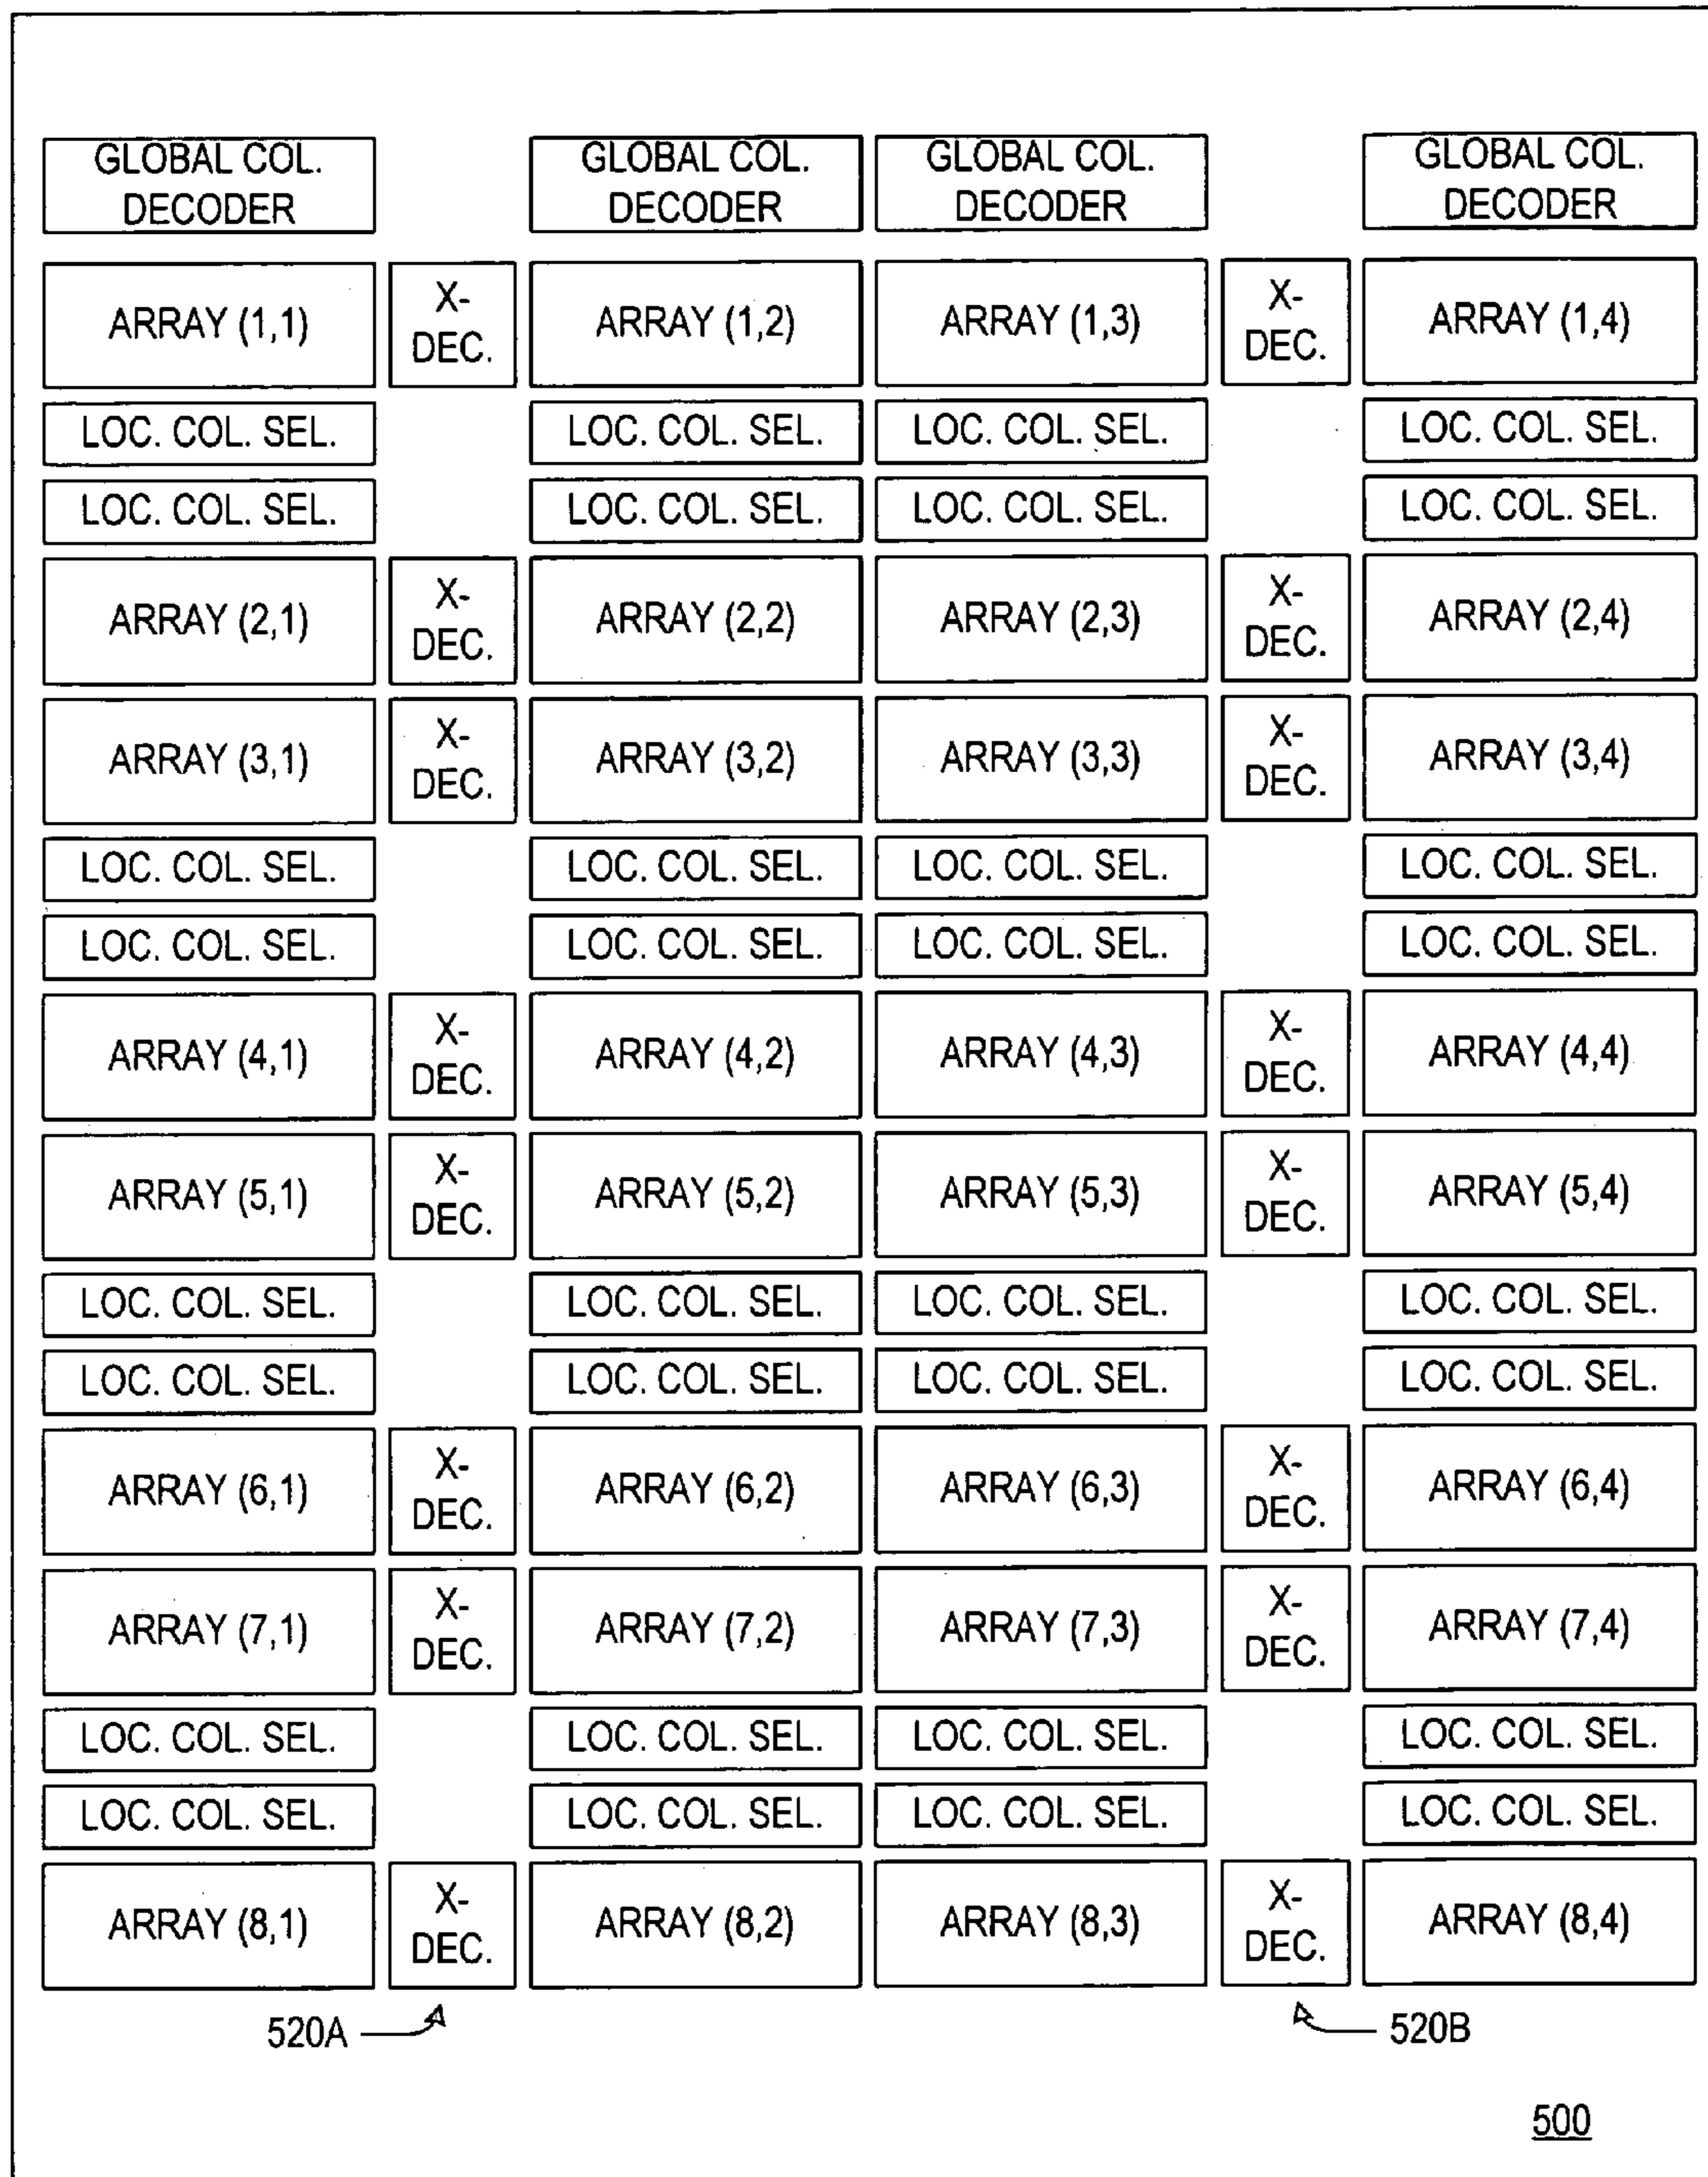 GLOBAL COL. DECODER GLOBAL COL. DECODER GLOBAL COL. DECODER GLOBAL COL. DECODER
ARRAY (1,1) X-DEC. ARRAY (1,2) ARRAY (1,3) X-DEC. ARRAY (1,4)
LOC. COL. SEL. LOC. COL. SEL. LOC. COL. SEL. LOC. COL. SEL.
LOC. COL. SEL. LOC. COL. SEL. LOC. COL. SEL. LOC. COL. SEL.
ARRAY (2,1) X-DEC. ARRAY (2,2) ARRAY (2,3) X-DEC. ARRAY (2,4)
ARRAY (3,1) X-DEC. ARRAY (3,2) ARRAY (3,3) X-DEC. ARRAY (3,4)
LOC. COL. SEL. LOC. COL. SEL. LOC. COL. SEL. LOC. COL. SEL.
LOC. COL. SEL. LOC. COL. SEL. LOC. COL. SEL. LOC. COL. SEL.
ARRAY (4,1) X-DEC. ARRAY (4,2) ARRAY (4,3) X-DEC. ARRAY (4,4)
ARRAY (5,1) X-DEC. ARRAY (5,2) ARRAY (5,3) X-DEC. ARRAY (5,4)
LOC. COL. SEL. LOC. COL. SEL. LOC. COL. SEL. LOC. COL. SEL.
LOC. COL. SEL. LOC. COL. SEL. LOC. COL. SEL. LOC. COL. SEL.
ARRAY (6,1) X-DEC. ARRAY (6,2) ARRAY (6,3) X-DEC. ARRAY (6,4)
ARRAY (7,1) X-DEC. ARRAY (7,2) ARRAY (7,3) X-DEC. ARRAY (7,4)
LOC. COL. SEL. LOC. COL. SEL. LOC. COL. SEL. LOC. COL. SEL.
LOC. COL. SEL. LOC. COL. SEL. LOC. COL. SEL. LOC. COL. SEL.
ARRAY (8,1) X-DEC. ARRAY (8,2) ARRAY (8,3) X-DEC. ARRAY (8,4)
520A 520B
500